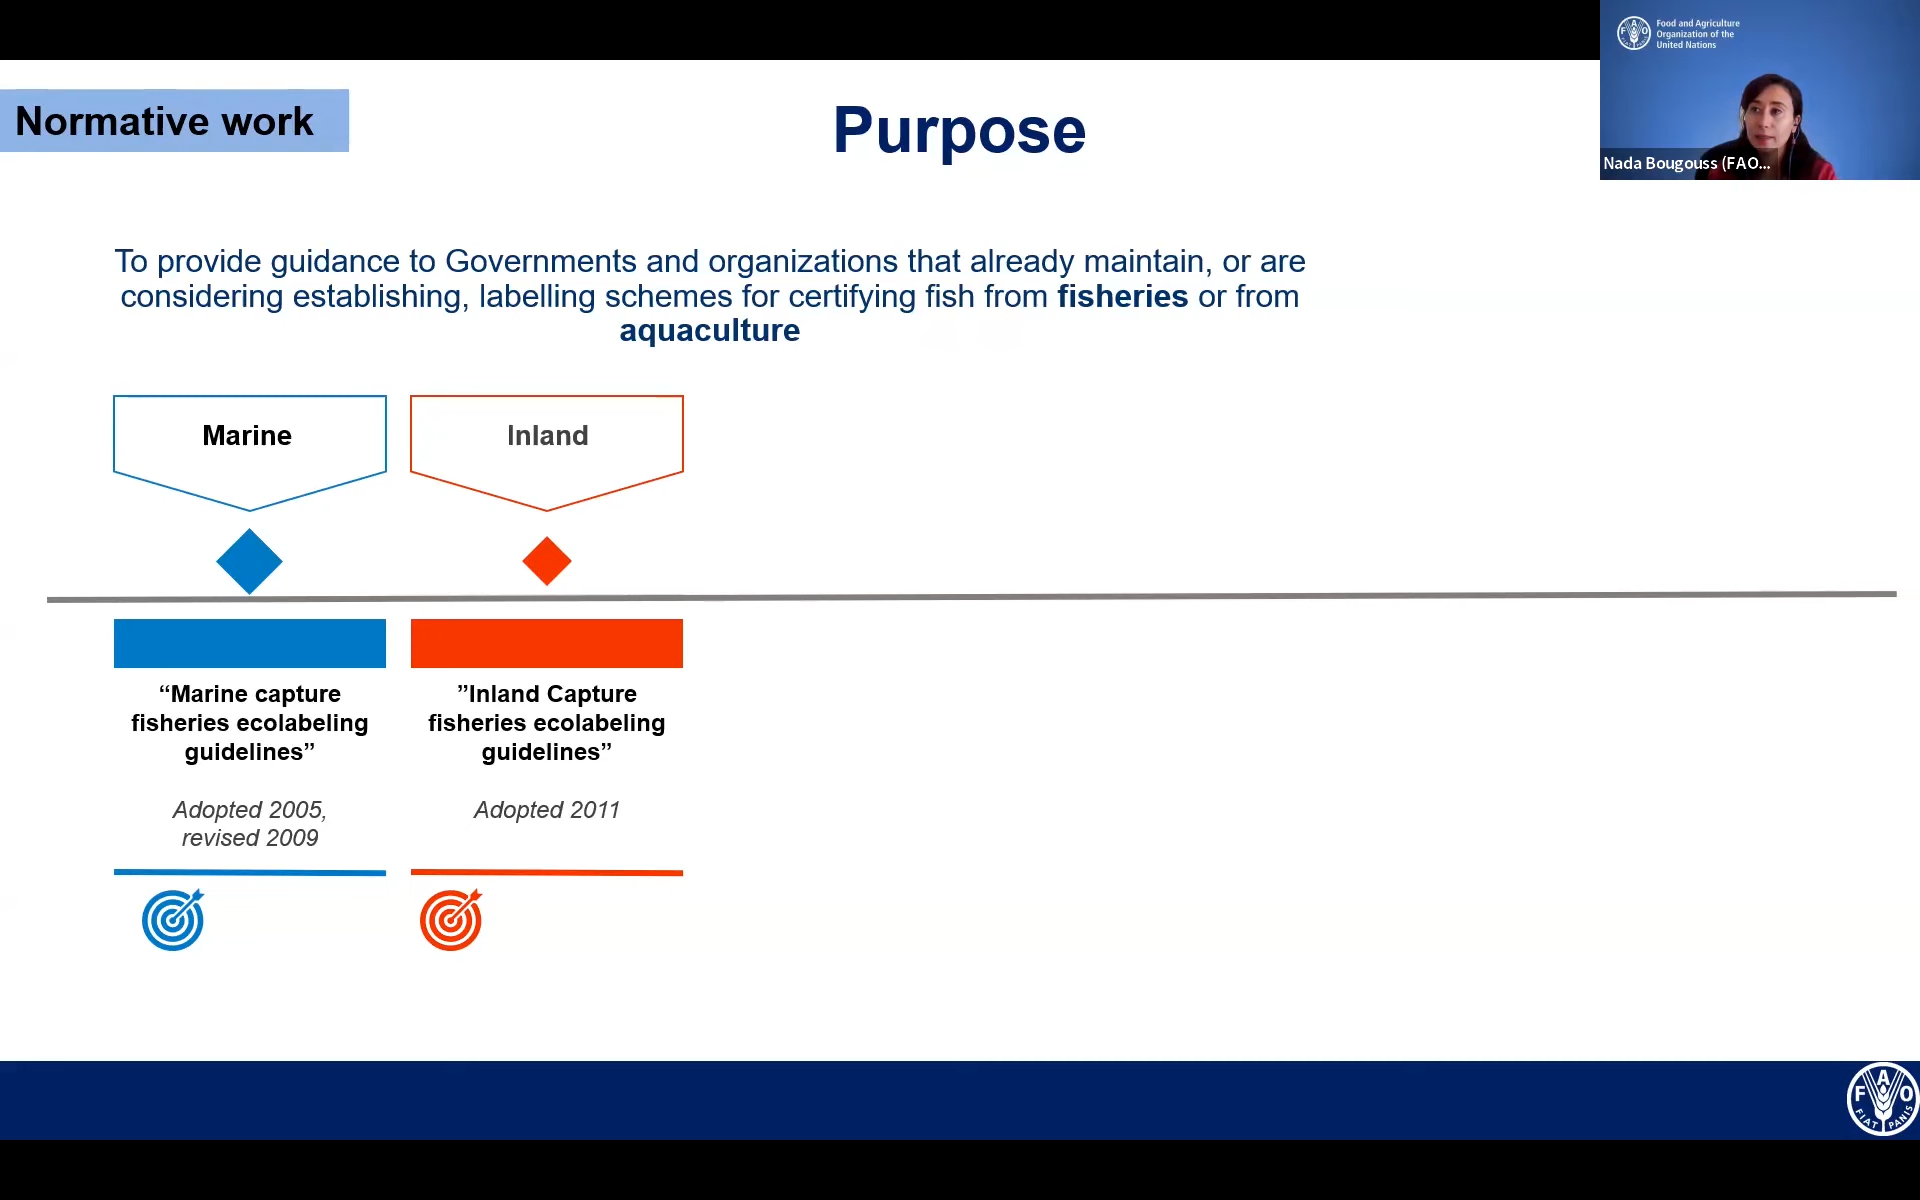 Food and Agriculture
Organization of the
United Nations
Nada Bougouss (FAO...
Normative work
Purpose
To provide guidance to Governments and organizations that already maintain, or are
considering establishing, labelling schemes for certifying fish from fisheries or from
aquaculture
Marine
Inland
“Marine capture
fisheries ecolabeling
guidelines”
Adopted 2005,
revised 2009
”Inland Capture
fisheries ecolabeling
guidelines”
Adopted 2011
F A O
FIAT PANIS